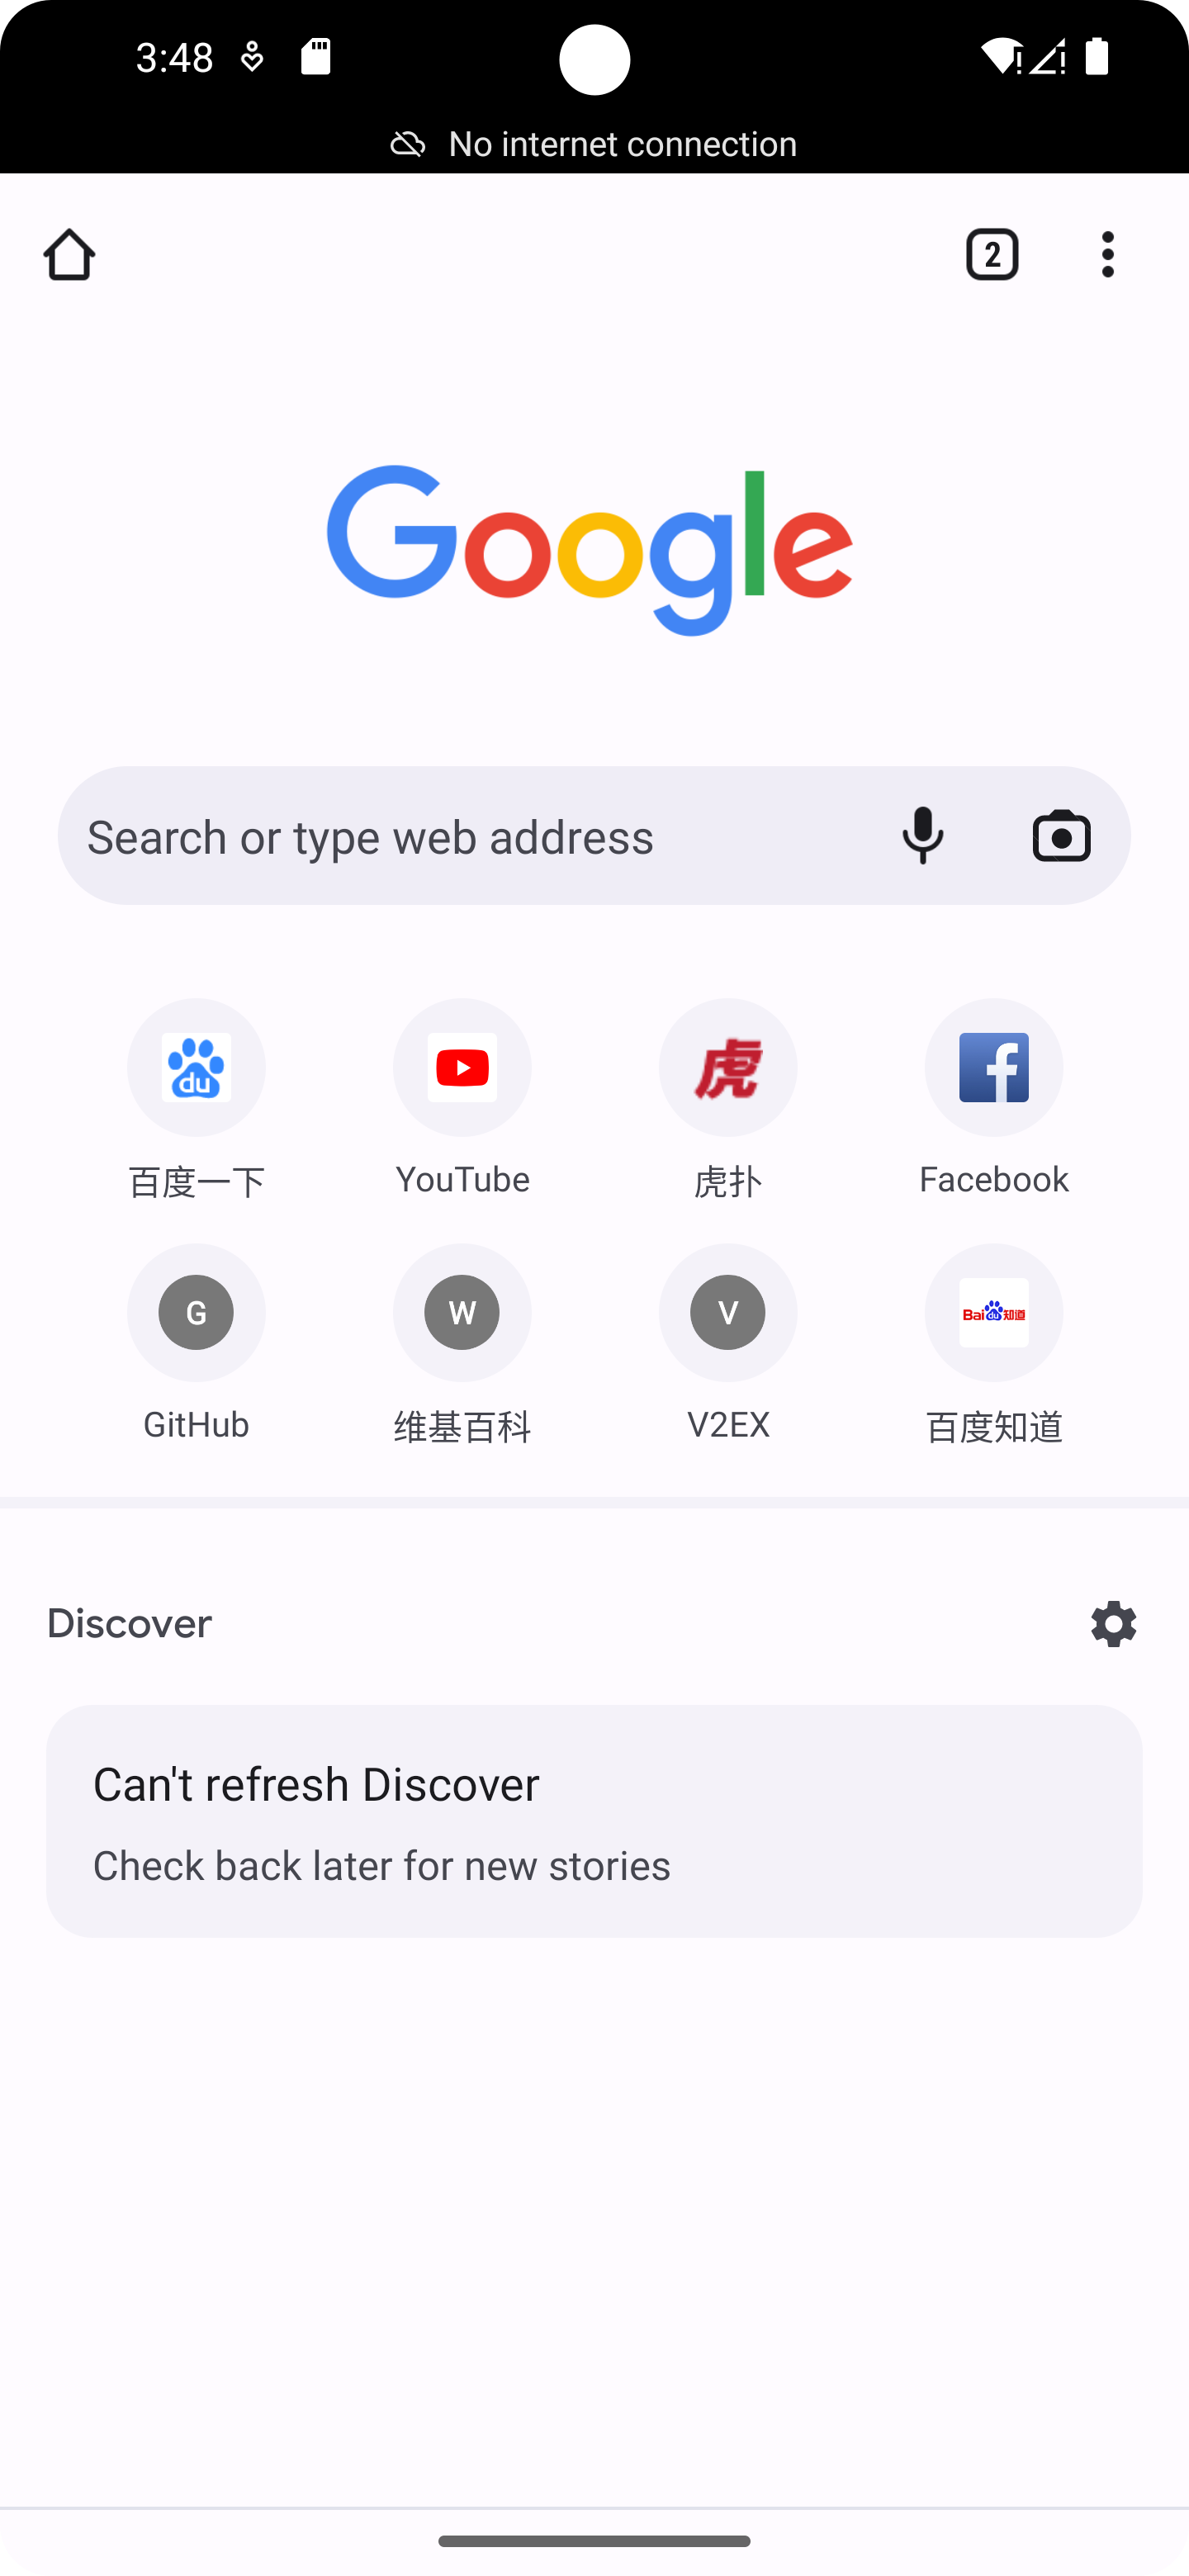 3:48
No internet connection
2
Google
Search or type web address
du
百度一下
YouTube
虎
虎扑
Facebook
G
GitHub
W
维基百科
V
V2EX
Bai du 知道
百度知道
Discover
Can't refresh Discover
Check back later for new stories